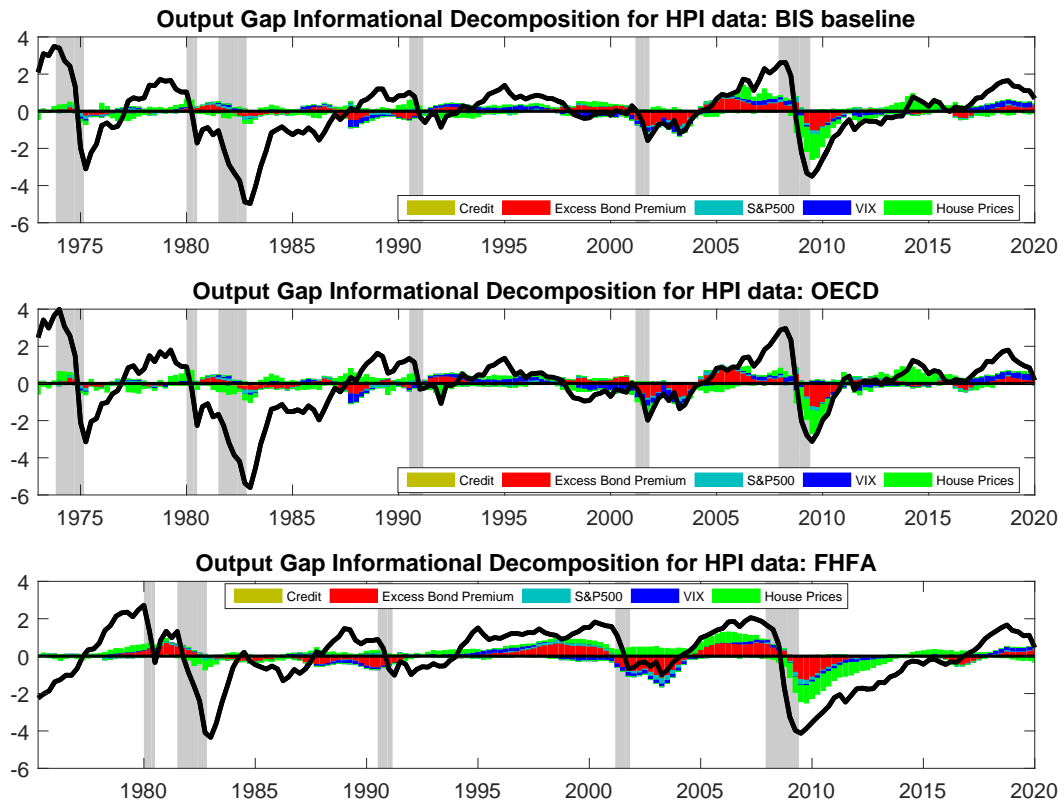 Output Gap Informational Decomposition for HPI data: BIS baseline
4
2
0
-2
-4
-6
Credit Excess Bond Premium S&P500 VIX House Prices
1975 1980 1985 1990 1995 2000 2005 2010 2015 2020
Output Gap Informational Decomposition for HPI data: OECD
4
2
0
-2
-4
-6
Credit Excess Bond Premium S&P500 VIX House Prices
1975 1980 1985 1990 1995 2000 2005 2010 2015 2020
Output Gap Informational Decomposition for HPI data: FHFA
Credit Excess Bond Premium S&P500 VIX House Prices
4
2
0
-2
-4
-6
1980 1985 1990 1995 2000 2005 2010 2015 2020